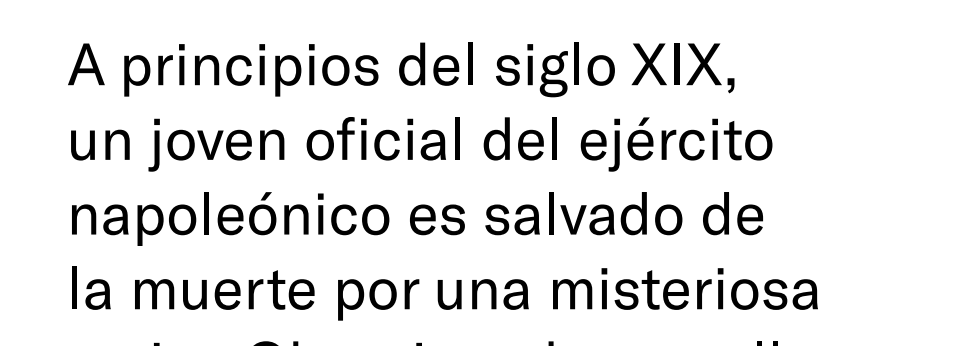 A principios del siglo XIX,
un joven oficial del ejército
napoleónico es salvado de
la muerte por una misteriosa